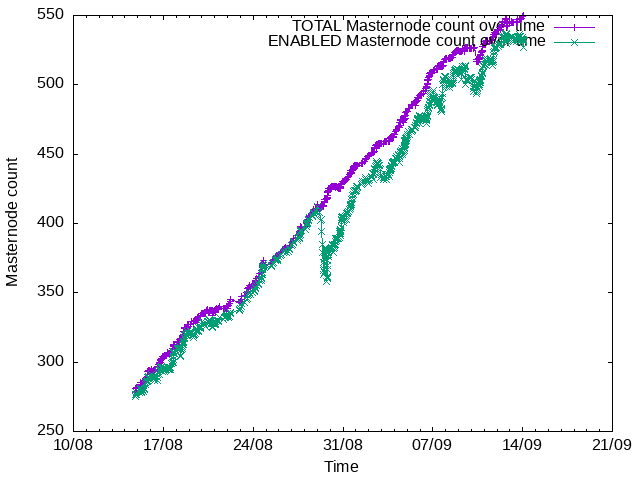 550
500
450
400
350
300
250
Masternode count
TOTAL Masternode count over time
ENABLED Masternode count over time
10/08 17/08 24/08 31/08 07/09 14/09 21/09
Time